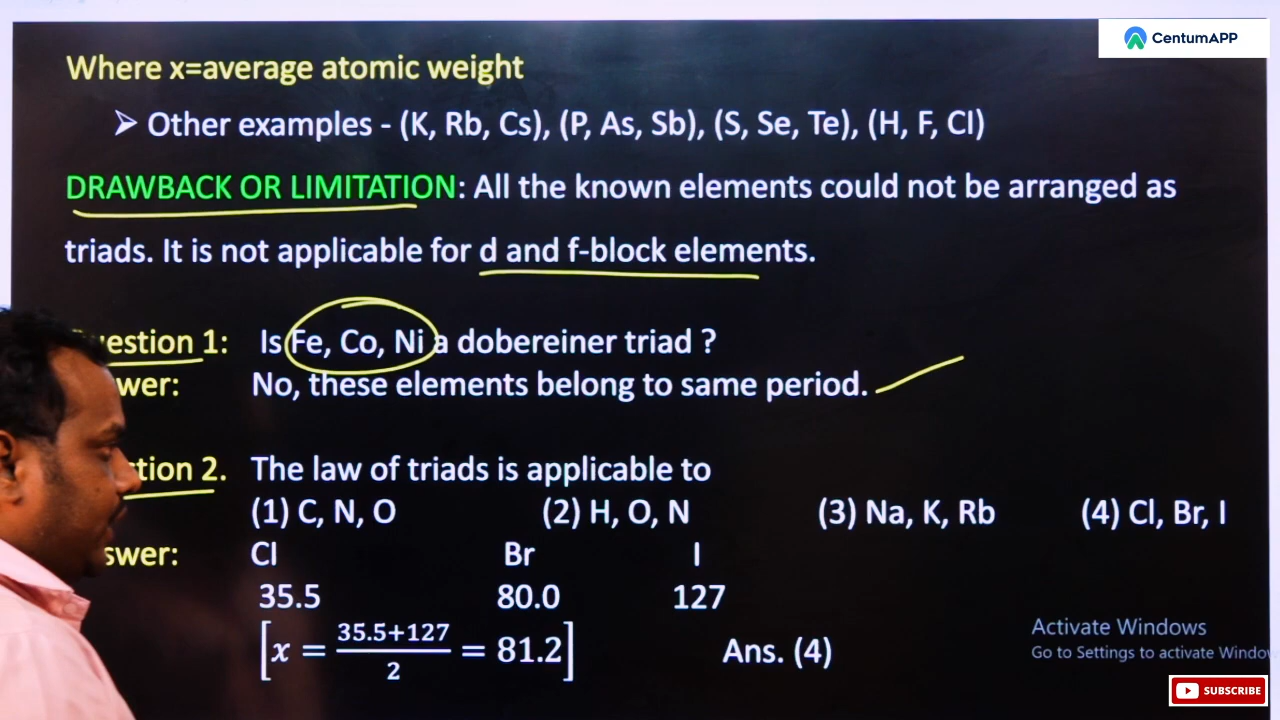 CentumAPP
Where x=average atomic weight
➢ Other examples - (K, Rb, Cs), (P, As, Sb), (S, Se, Te), (H, F, Cl)
DRAWBACK OR LIMITATION: All the known elements could not be arranged as
triads. It is not applicable for d and f-block elements.
uestion 1: Is Fe, Co, Ni a dobereiner triad ?
wer: No, these elements belong to same period.
tion 2. The law of triads is applicable to
(1) C, N, O (2) H, O, N (3) Na, K, Rb (4) Cl, Br, I
swer: Cl Br I
35.5 80.0 127
[x = 35.5+127/2 = 81.2] Ans. (4)
Activate Windows
Go to Settings to activate Window
SUBSCRIBE